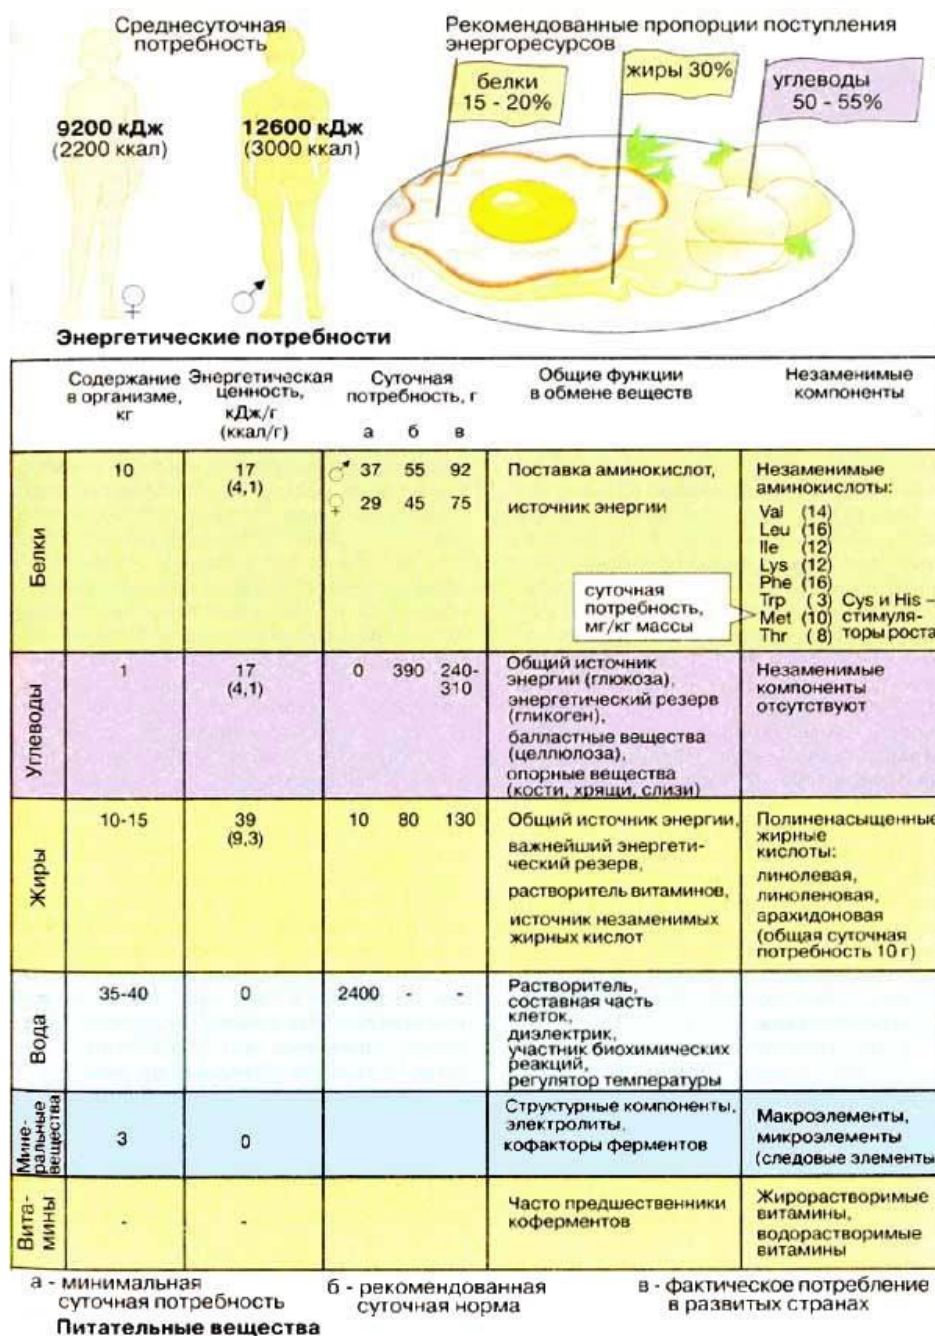 Среднесуточная
потребность
9200 кДж
(2200 ккал)
12600 кДж
(3000 ккал)
♀
♂
Рекомендованные пропорции поступления
энергоресурсов
белки
15 - 20%
жиры 30%
углеводы
50 - 55%
Энергетические потребности
Содержание
в организме,
кг
Энергетическая
ценность,
кДж/г
(ккал/г)
Суточная
потребность, г
а б в
Общие функции
в обмене веществ
Незаменимые
компоненты
Белки
10
17
(4,1)
♂ 37 55 92
♀ 29 45 75
Поставка аминокислот,
источник энергии
суточная
потребность,
мг/кг массы
Незаменимые
аминокислоты:
Val (14)
Leu (16)
Ile (12)
Lys (12)
Phe (16)
Trp ( 3) Cys и His –
Met (10) стимуля-
Thr ( 8) торы роста
Углеводы
1
17
(4,1)
0 390 240-
310
Общий источник
энергии (глюкоза),
энергетический резерв
(гликоген),
балластные вещества
(целлюлоза),
опорные вещества
(кости, хрящи, слизи)
Незаменимые
компоненты
отсутствуют
Жиры
10-15
39
(9,3)
10 80 130
Общий источник энергии,
важнейший энергети-
ческий резерв,
растворитель витаминов,
источник незаменимых
жирных кислот
Полиненасыщенные
жирные
кислоты:
линолевая,
линоленовая,
арахидоновая
(общая суточная
потребность 10 г)
Вода
35-40
0
2400 - -
Растворитель,
составная часть
клеток,
диэлектрик,
участник биохимических
реакций,
регулятор температуры
Мине-
ральные
вещества
3
0
Структурные компоненты,
электролиты,
кофакторы ферментов
Макроэлементы,
микроэлементы
(следовые элементы
Вита-
мины
-
-
Часто предшественники
коферментов
Жирорастворимые
витамины,
водорастворимые
витамины
а - минимальная
суточная потребность
б - рекомендованная
суточная норма
в - фактическое потребление
в развитых странах
Питательные вещества